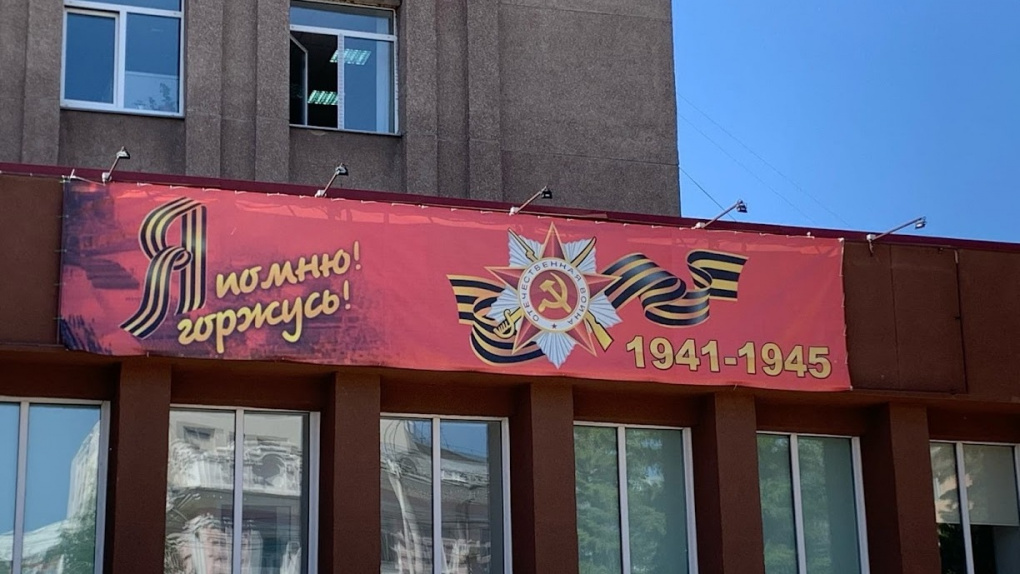 Я помню!
горжусь!
ОТЕЧЕСТВЕННАЯ ВОЙНА
1941-1945